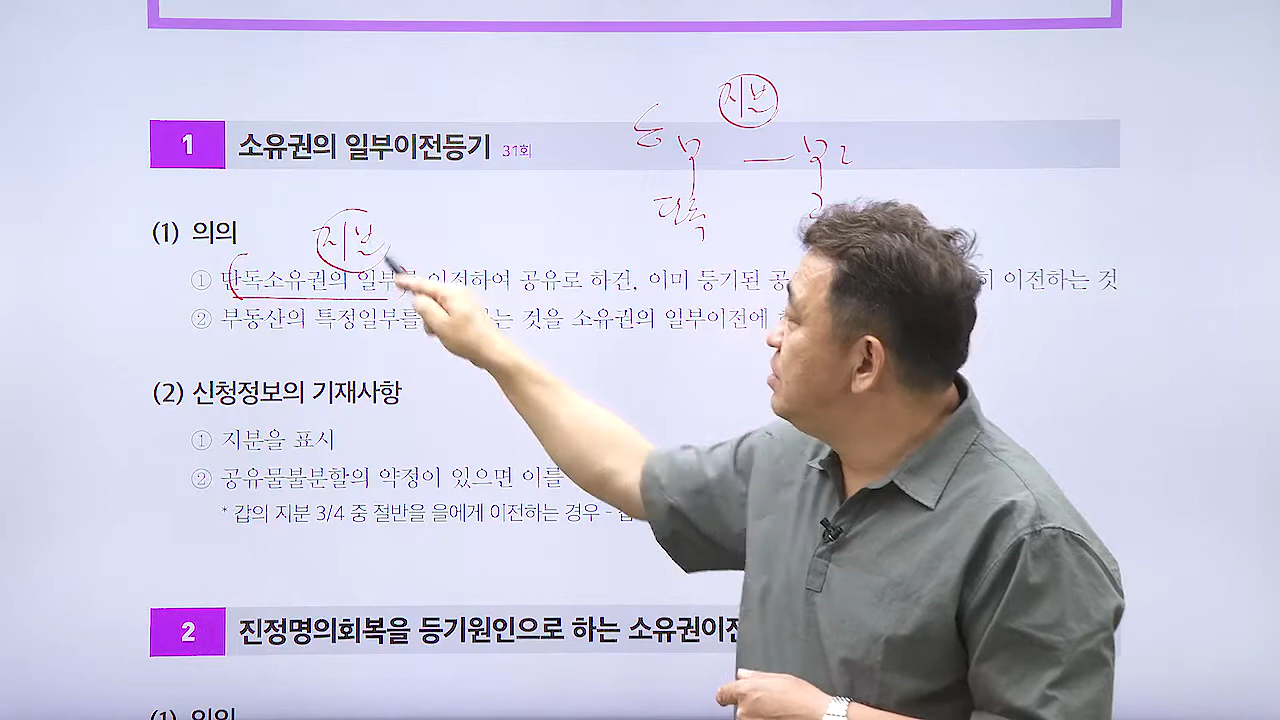 지분
1 소유권의 일부이전등기 31회
(1) 의의
지분
① 단독소유권의 일부를 이전하여 공유로 하건, 이미 등기된 공 이전하는 것
② 부동산의 특정일부를 는 것을 소유권의 일부이전에
(2) 신청정보의 기재사항
① 지분을 표시
② 공유물불분할의 약정이 있으면 이를
* 갑의 지분 3/4 중 절반을 을에게 이전하는 경우 -
2 진정명의회복을 등기원인으로 하는 소유권이전
(1) 의의